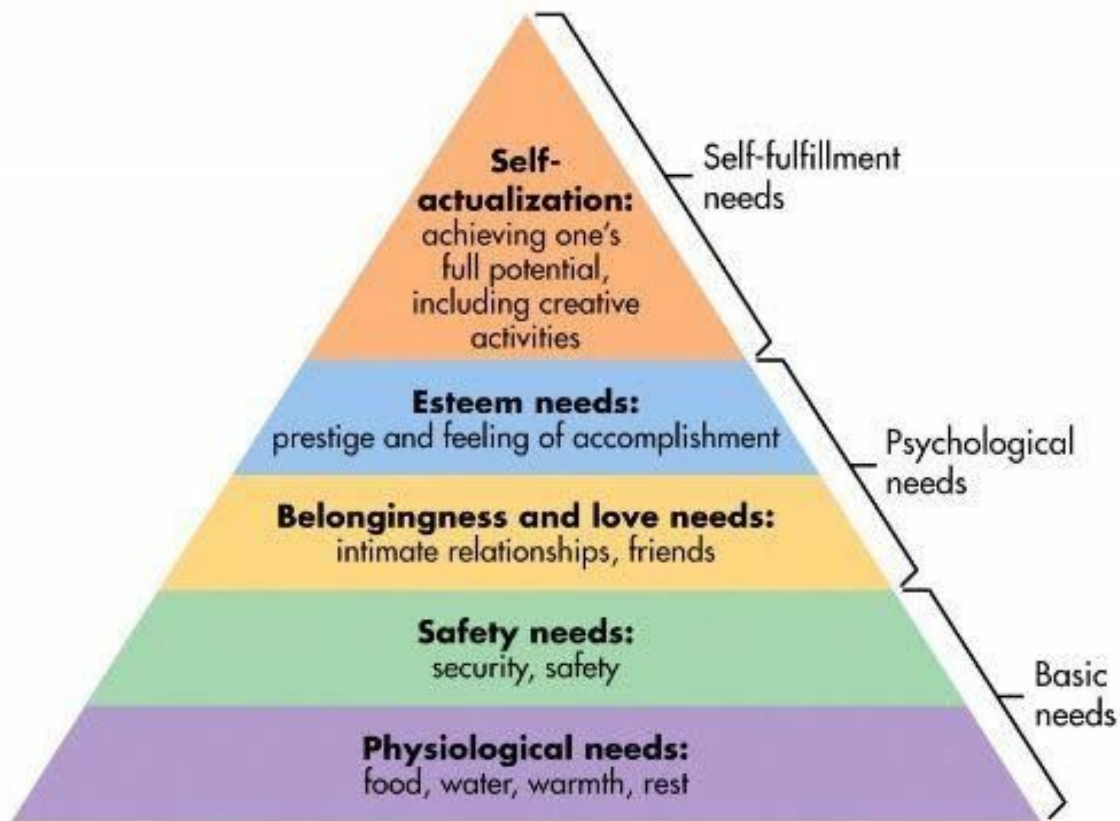 Self-
actualization:
achieving one's
full potential,
including creative
activities
Esteem needs:
prestige and feeling of accomplishment
Belongingness and love needs:
intimate relationships, friends
Safety needs:
security, safety
Physiological needs:
food, water, warmth, rest
Self-fulfillment
needs
Psychological
needs
Basic
needs